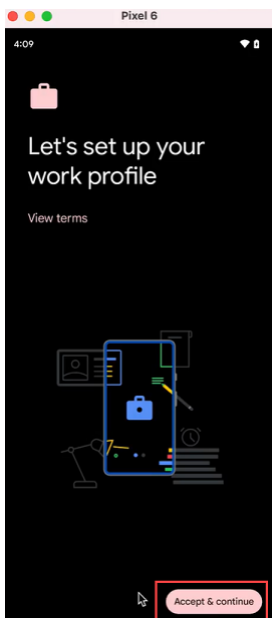 Pixel 6
4:09
Let's set up your
work profile
View terms
Accept & continue